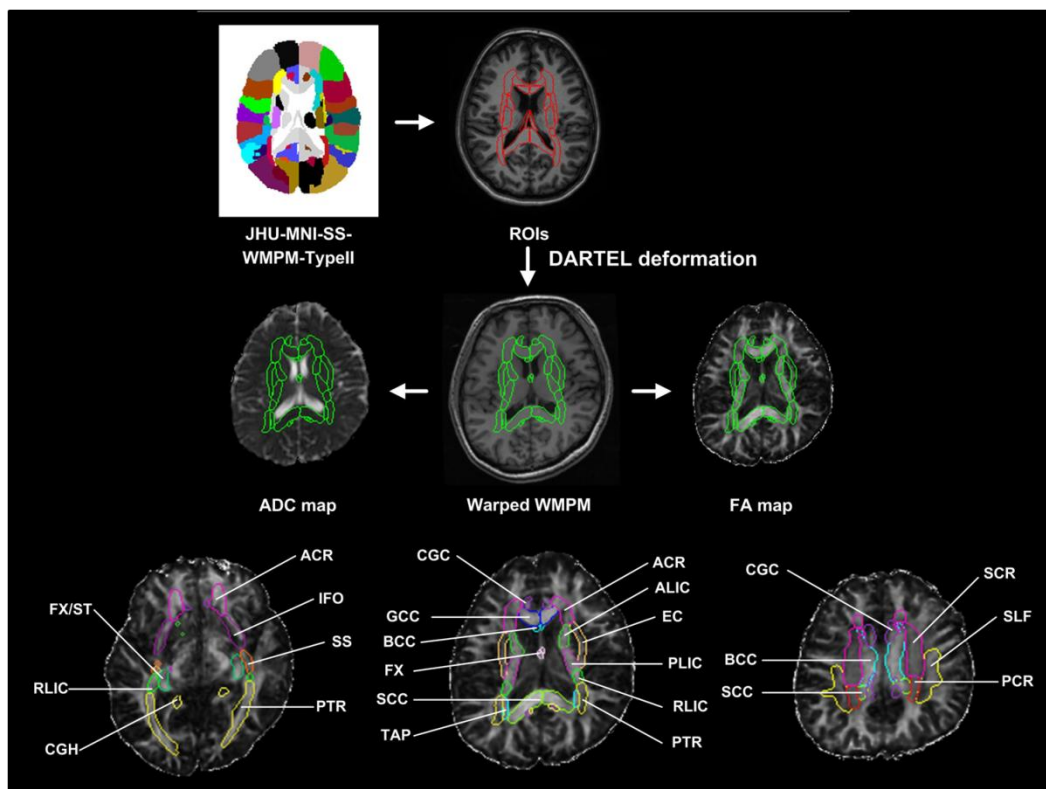 JHU-MNI-SS-
WMPM-TypeII
ROIs
DARTEL deformation
ADC map
Warped WMPM
FA map
ACR
IFO
FX/ST
SS
RLIC
PTR
CGH
CGC
ACR
ALIC
GCC
EC
BCC
FX
PLIC
SCC
RLIC
TAP
PTR
CGC
SCR
SLF
BCC
SCC
PCR